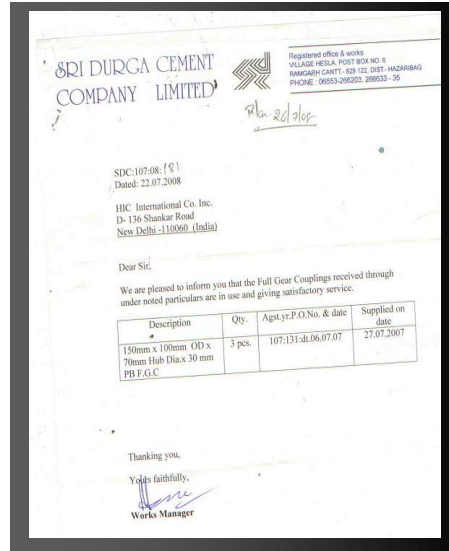 SRI DURGA CEMENT
COMPANY LIMITED
Registered office & works
VILLAGE HESLA, POST BOX NO. 6
RAMGARH CANTT.- 829 122, DIST.- HAZARIBAG
PHONE : 06553-266203, 266633 - 35
26/7/08
SDC:107:08:181
Dated: 22.07.2008
HIC International Co. Inc.
D- 136 Shankar Road
New Delhi -110060 (India)
Dear Sir,
We are pleased to inform you that the Full Gear Couplings received through
under noted particulars are in use and giving satisfactory service.
Description Qty. Agst.yr.P.O.No. & date Supplied on date
150mm x 100mm OD x 3 pcs. 107:131:dt.06.07.07 27.07.2007
70mm Hub Dia.x 30 mm
PB F.G.C
Thanking you,
Yours faithfully,
Works Manager